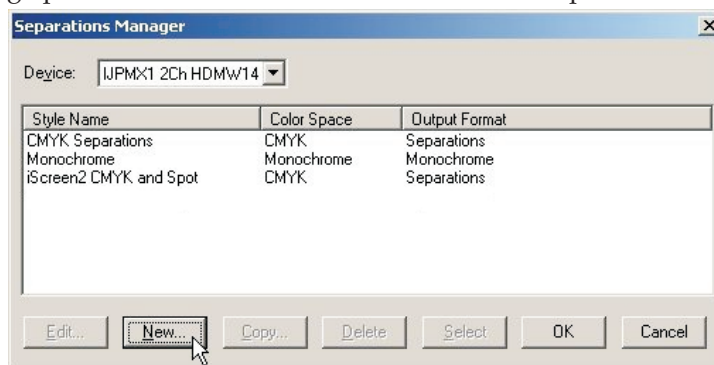 Separations Manager
Device: IJPMX1 2Ch HDMW14
Style Name Color Space Output Format
CMYK Separations CMYK Separations
Monochrome Monochrome Monochrome
iScreen2 CMYK and Spot CMYK Separations
Edit... New... Copy... Delete Select OK Cancel